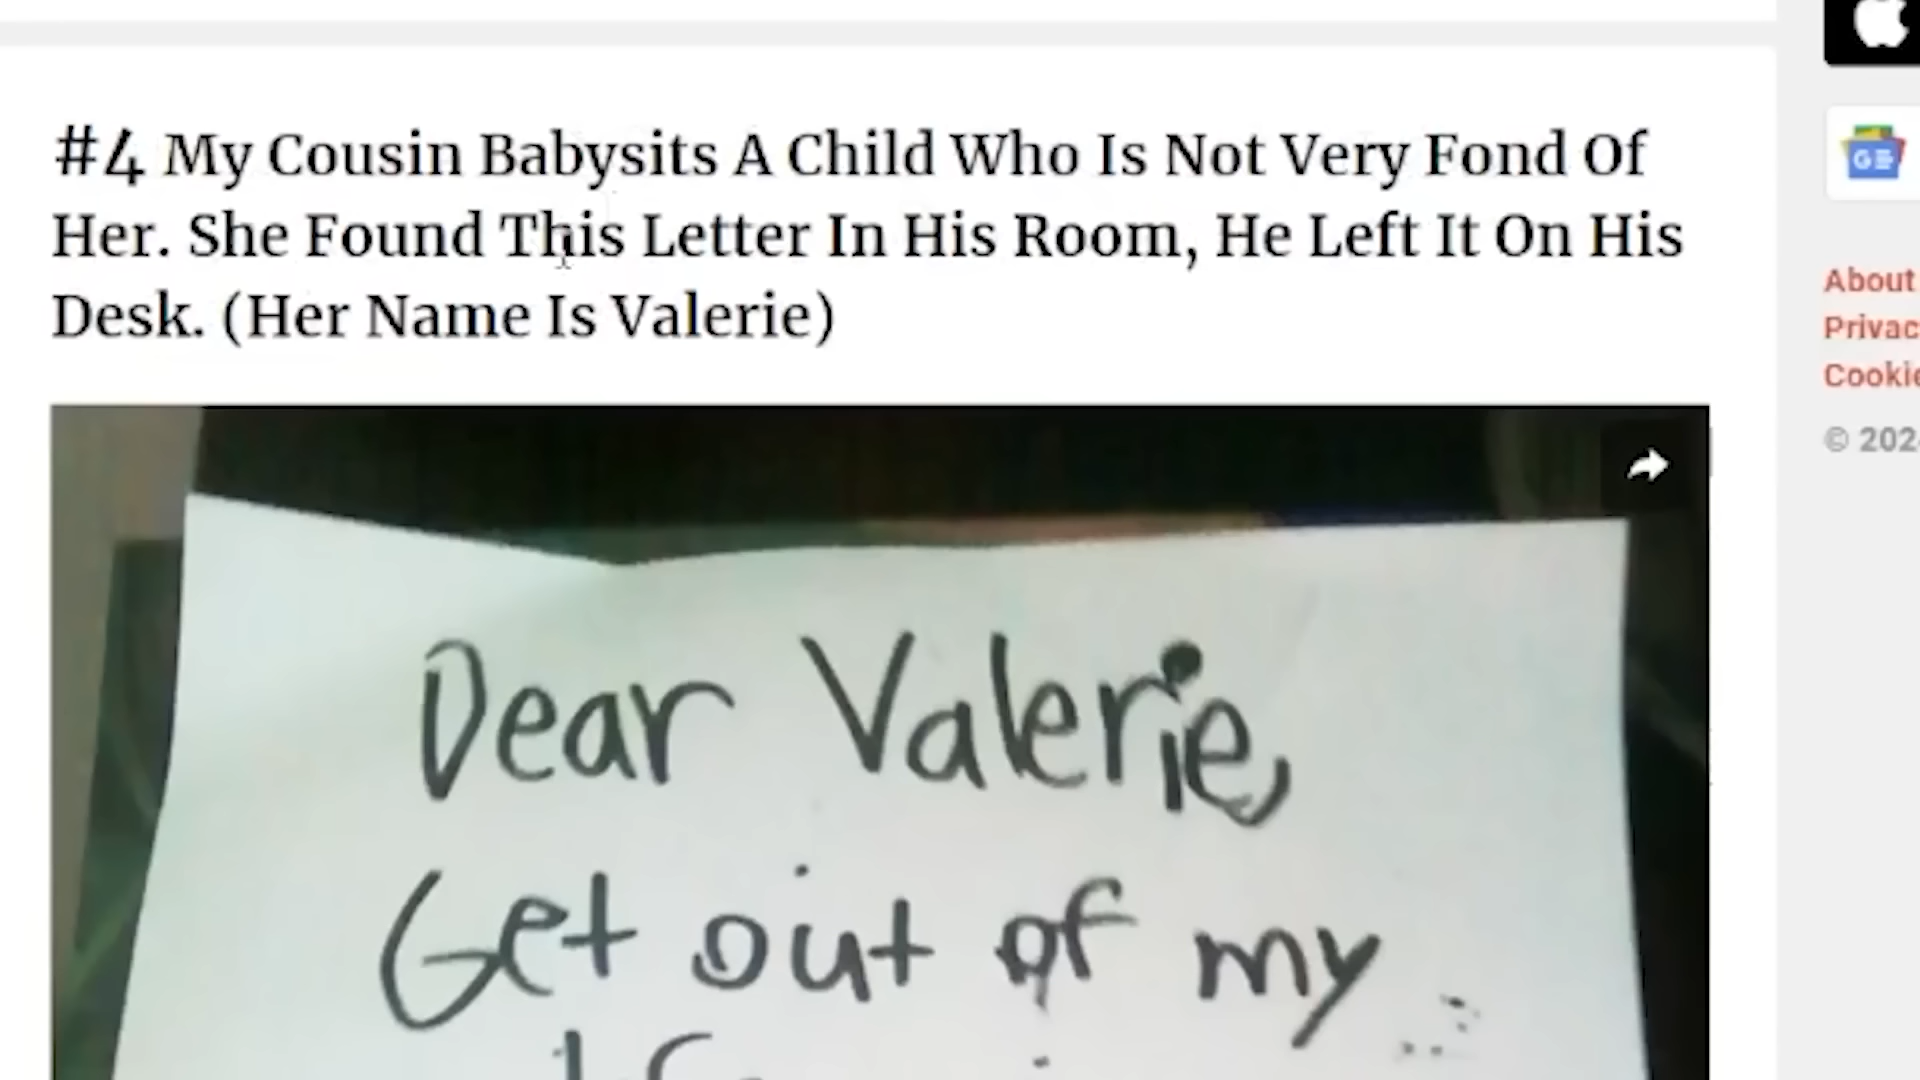 #4 My Cousin Babysits A Child Who Is Not Very Fond Of
Her. She Found This Letter In His Room, He Left It On His
Desk. (Her Name Is Valerie)
GE
About
Privac
Cookie
© 202
Dear Valerie,
Get out of my